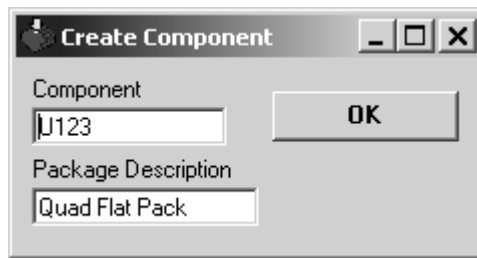 Create Component
Component
U123
OK
Package Description
Quad Flat Pack